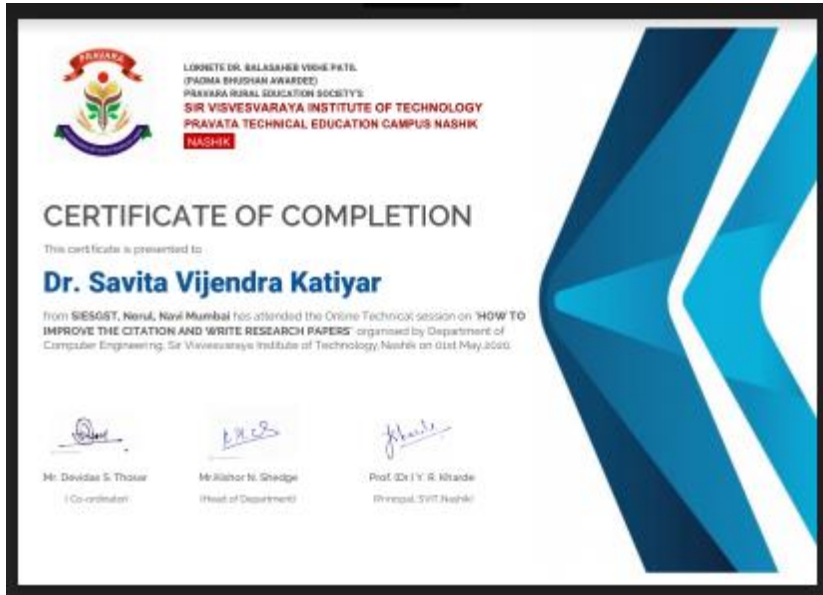 PRAVARA
LOKNETE DR. BALASAHEB VIKHE PATIL
(PADMA BHUSHAN AWARDEE)
PRAVARA RURAL EDUCATION SOCIETY'S
SIR VISVESVARAYA INSTITUTE OF TECHNOLOGY
PRAVATA TECHNICAL EDUCATION CAMPUS NASHIK
NASHIK
CERTIFICATE OF COMPLETION
This certificate is presented to
Dr. Savita Vijendra Katiyar
from SIESGST, Nerul, Navi Mumbai has attended the Online Technical session on "HOW TO
IMPROVE THE CITATION AND WRITE RESEARCH PAPERS" organised by Department of
Computer Engineering, Sir Visvesvaraya Institute of Technology, Nashik on 01st May,2020.
Mr. Devidas S. Thosar
Mr.Kishor N. Shedge
Prof. (Dr.) Y. R. Kharde
(Co-ordinator)
(Head of Department)
(Principal, SVIT Nashik)